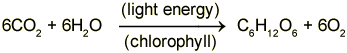 6CO₂ + 6H₂O (light energy) (chlorophyll) C₆H₁₂O₆ + 6O₂